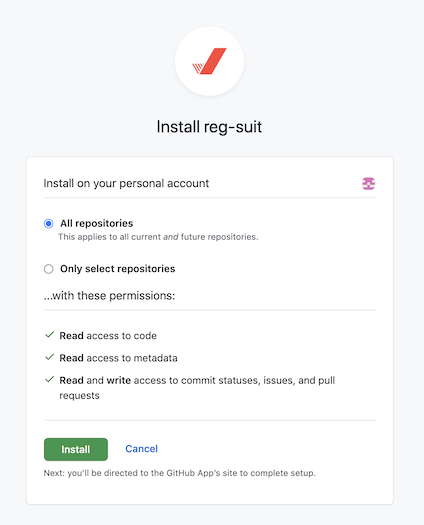 Install reg-suit
Install on your personal account
All repositories
This applies to all current and future repositories.
Only select repositories
...with these permissions:
Read access to code
Read access to metadata
Read and write access to commit statuses, issues, and pull
requests
Install Cancel
Next: you'll be directed to the GitHub App's site to complete setup.